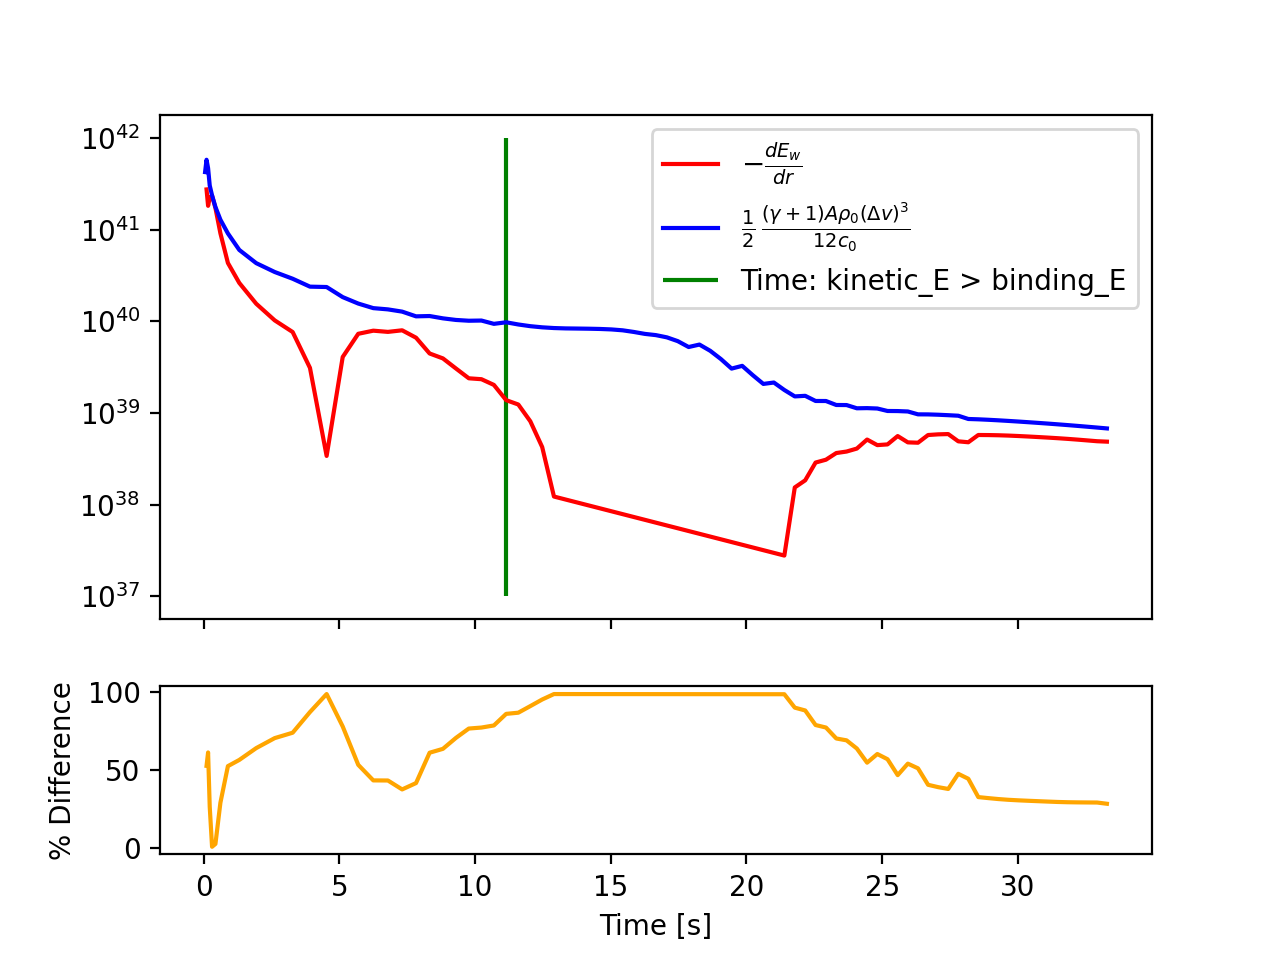 10^42
10^41
10^40
10^39
10^38
10^37
−dE_w/dr
1/2 (γ + 1)Aρ_0(Δv)^3/12c_0
Time: kinetic_E > binding_E
% Difference
100
50
0
0 5 10 15 20 25 30
Time [s]